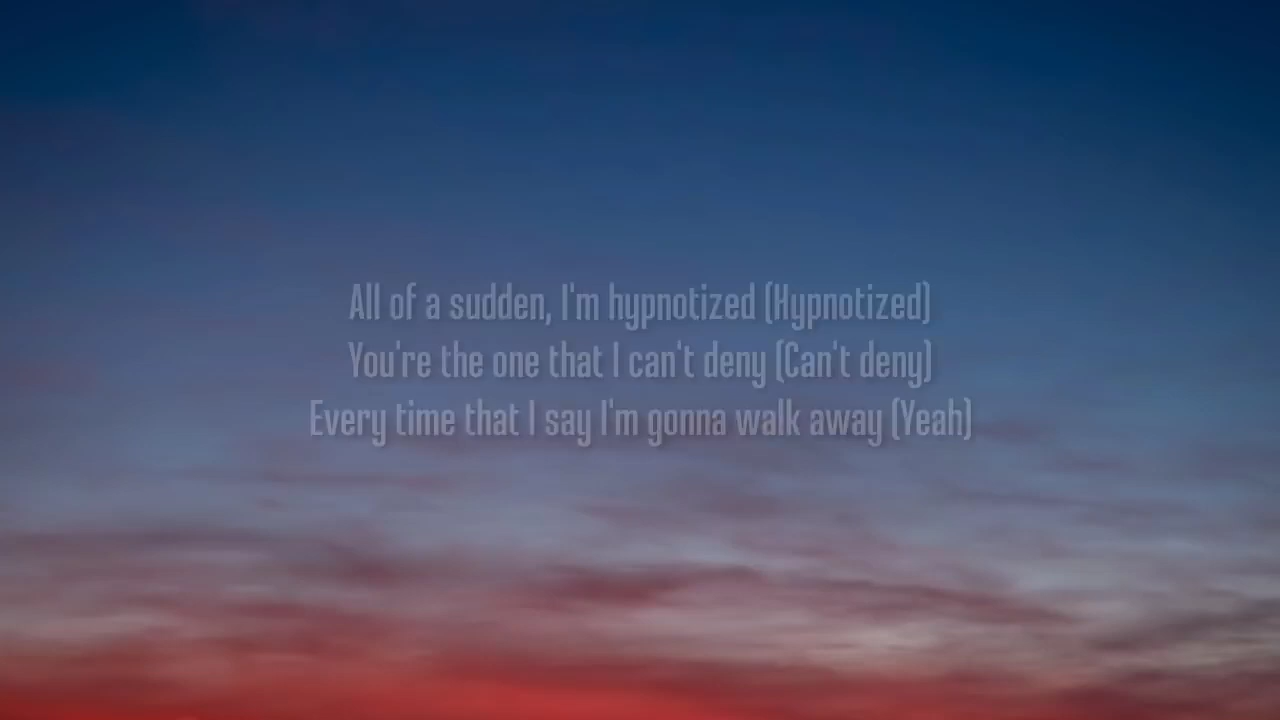 All of a sudden, I'm hypnotized (Hypnotized)
You're the one that I can't deny (Can't deny)
Every time that I say I'm gonna walk away (Yeah)